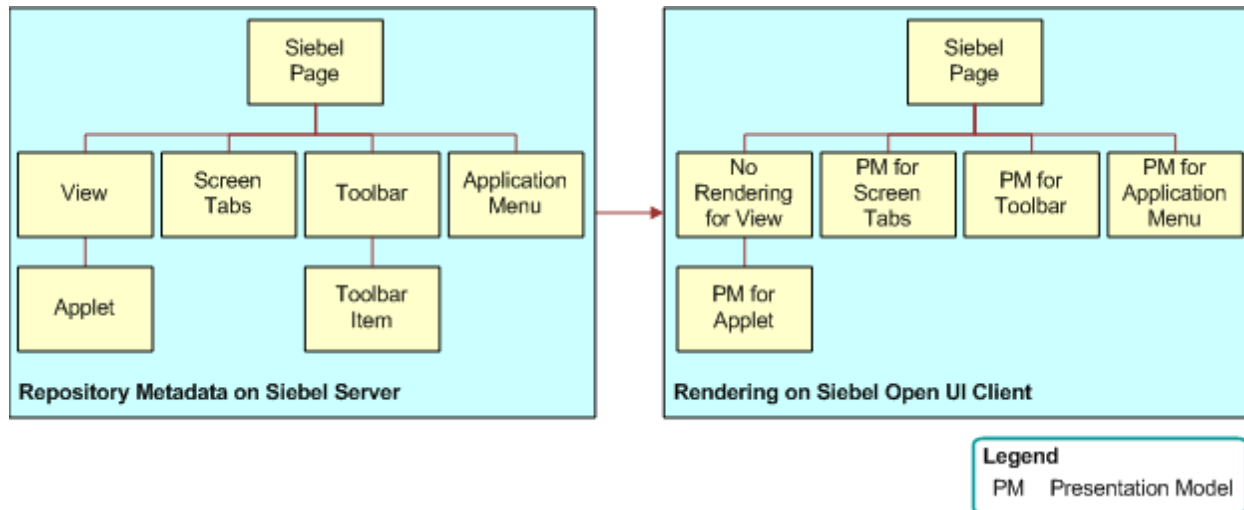 Siebel
Page
View
Screen
Tabs
Toolbar
Application
Menu
Applet
Toolbar
Item
Repository Metadata on Siebel Server
Siebel
Page
No
Rendering
for View
PM for
Screen
Tabs
PM for
Toolbar
PM for
Application
Menu
PM for
Applet
Rendering on Siebel Open UI Client
Legend
PM Presentation Model